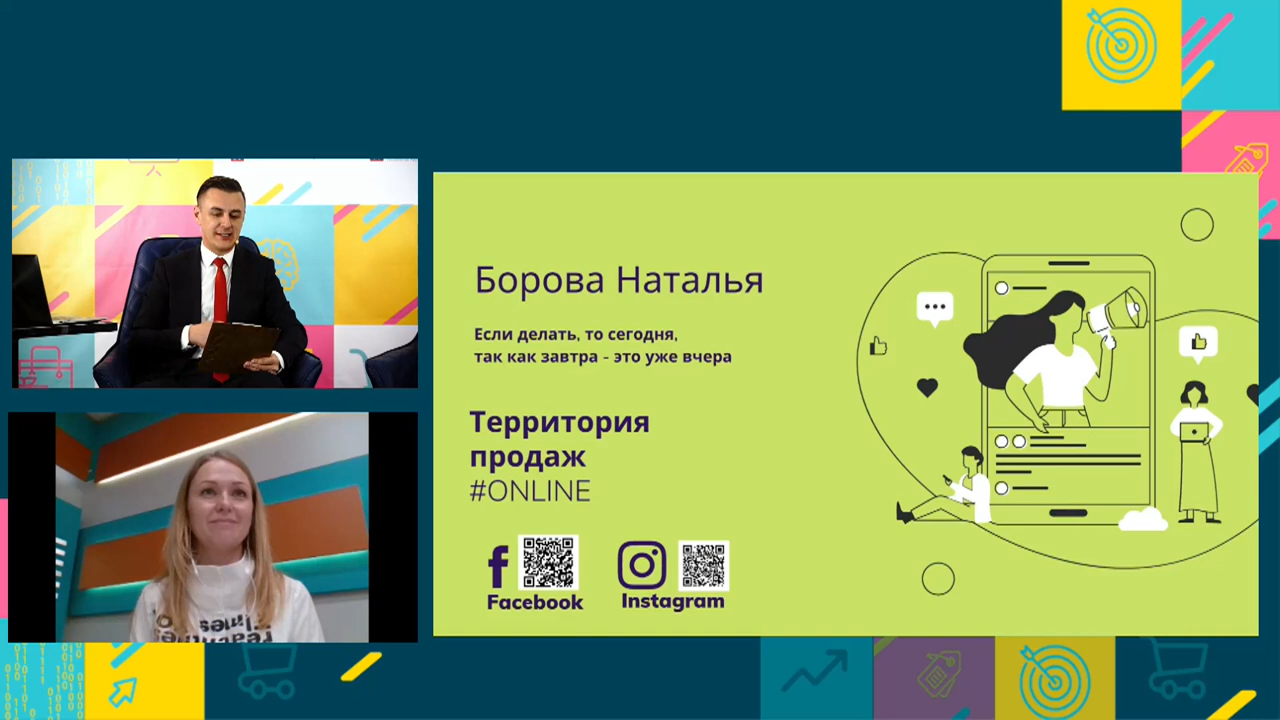 Борова Наталья
Если делать, то сегодня,
так как завтра - это уже вчера
Территория
продаж
#ONLINE
Facebook
Instagram